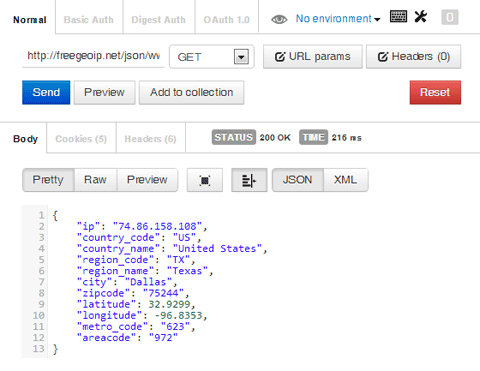 Normal Basic Auth Digest Auth OAuth 1.0 No environment 0
http://freegeoip.net/json/ww GET URL params Headers (0)
Send Preview Add to collection Reset
Body Cookies (5) Headers (6) STATUS 200 OK TIME 216 ms
Pretty Raw Preview JSON XML
1 {
2 "ip": "74.86.158.108",
3 "country_code": "US",
4 "country_name": "United States",
5 "region_code": "TX",
6 "region_name": "Texas",
7 "city": "Dallas",
8 "zipcode": "75244",
9 "latitude": 32.9299,
10 "longitude": -96.8353,
11 "metro_code": "623",
12 "areacode": "972"
13 }